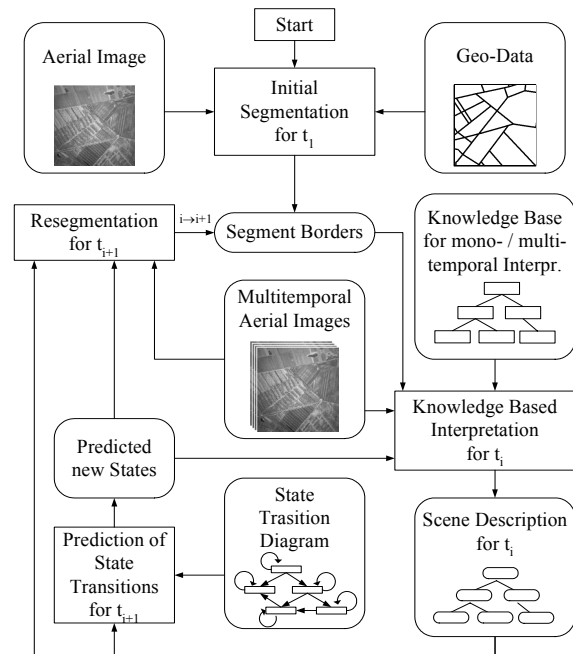 Start
Aerial Image
Initial
Segmentation
for t1
Geo-Data
Resegmentation
for ti+1
i→i+1
Segment Borders
Knowledge Base
for mono- / multi-
temporal Interpr.
Multitemporal
Aerial Images
Knowledge Based
Interpretation
for ti
Predicted
new States
State
Trasition
Diagram
Scene Description
for ti
Prediction of
State
Transitions
for ti+1